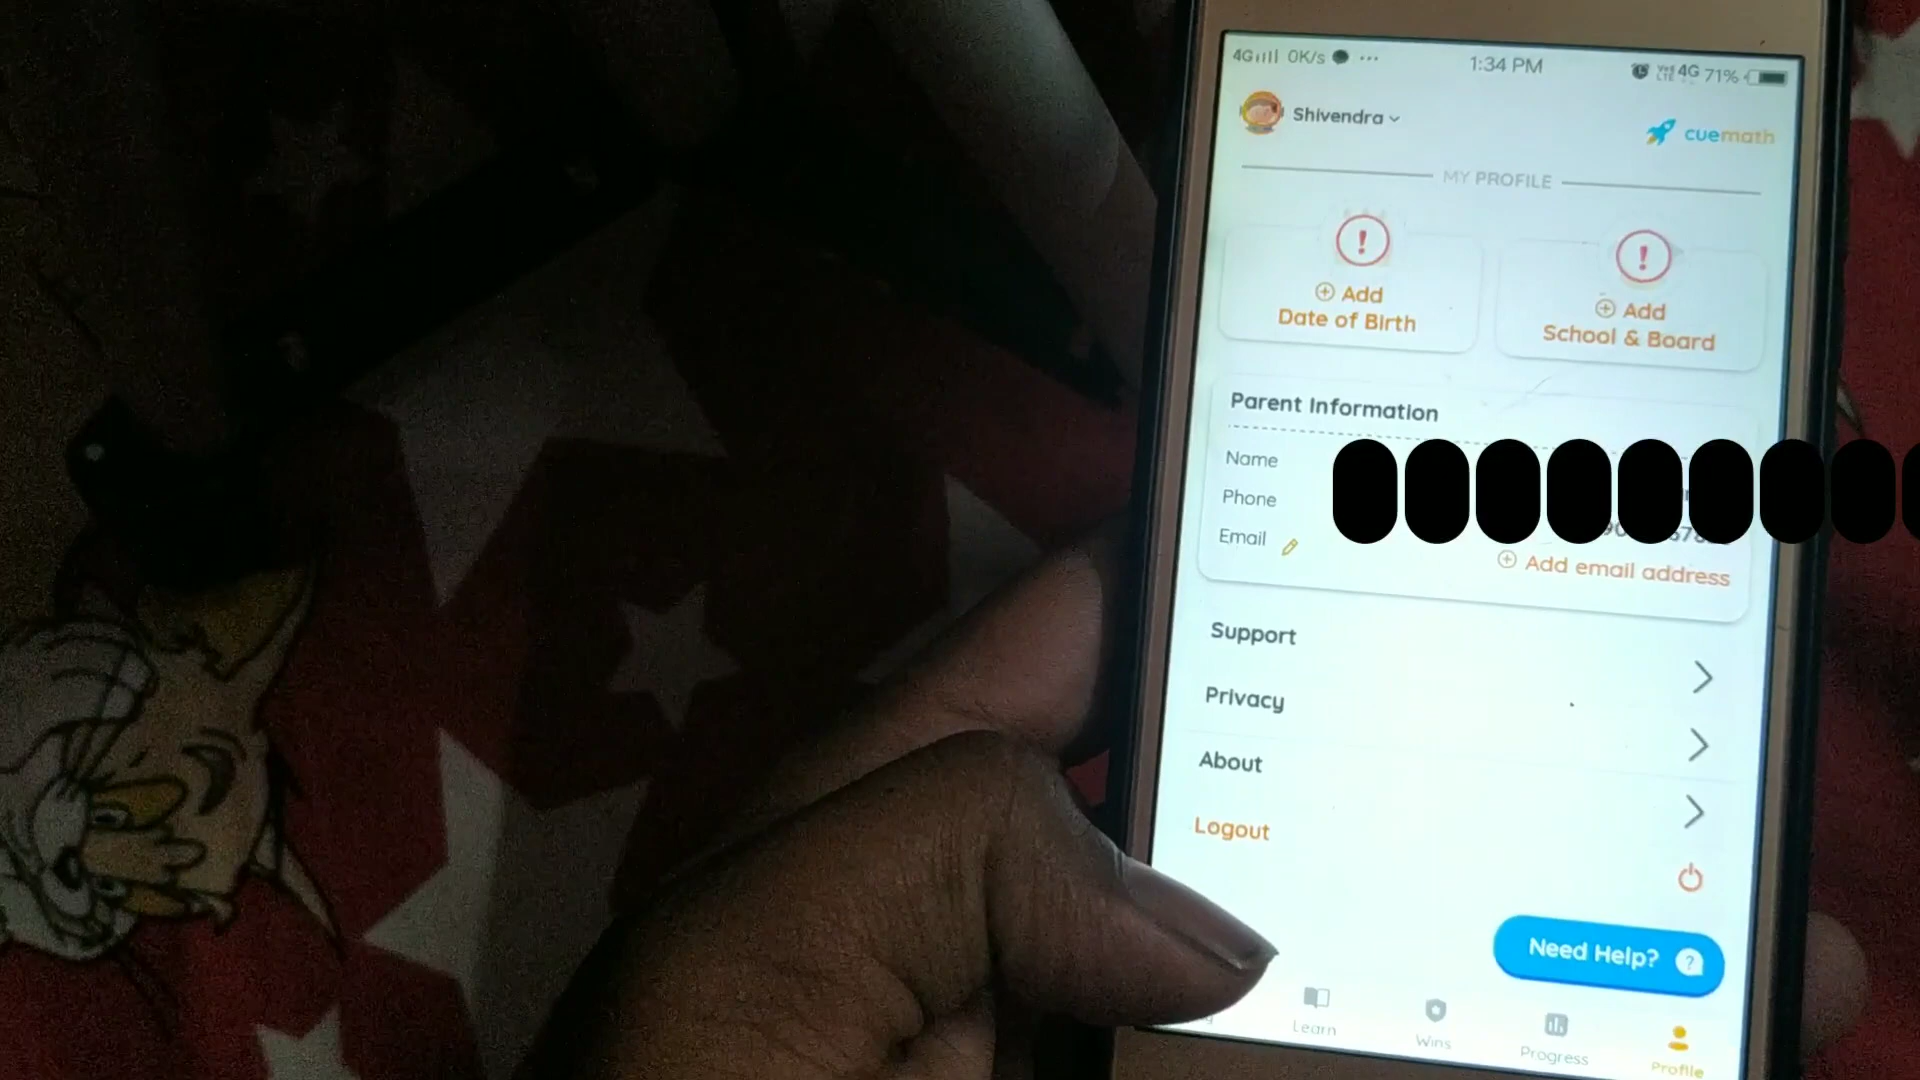 4G 0K/s ... 1:34 PM VoLTE 4G 71%
Shivendra
cuemath
MY PROFILE
! !
Add
Date of Birth
Add
School & Board
Parent Information
Name
Phone
Email
Add email address
Support
Privacy
About
Logout
Need Help? ?
Learn
Wins
Progress
Profile